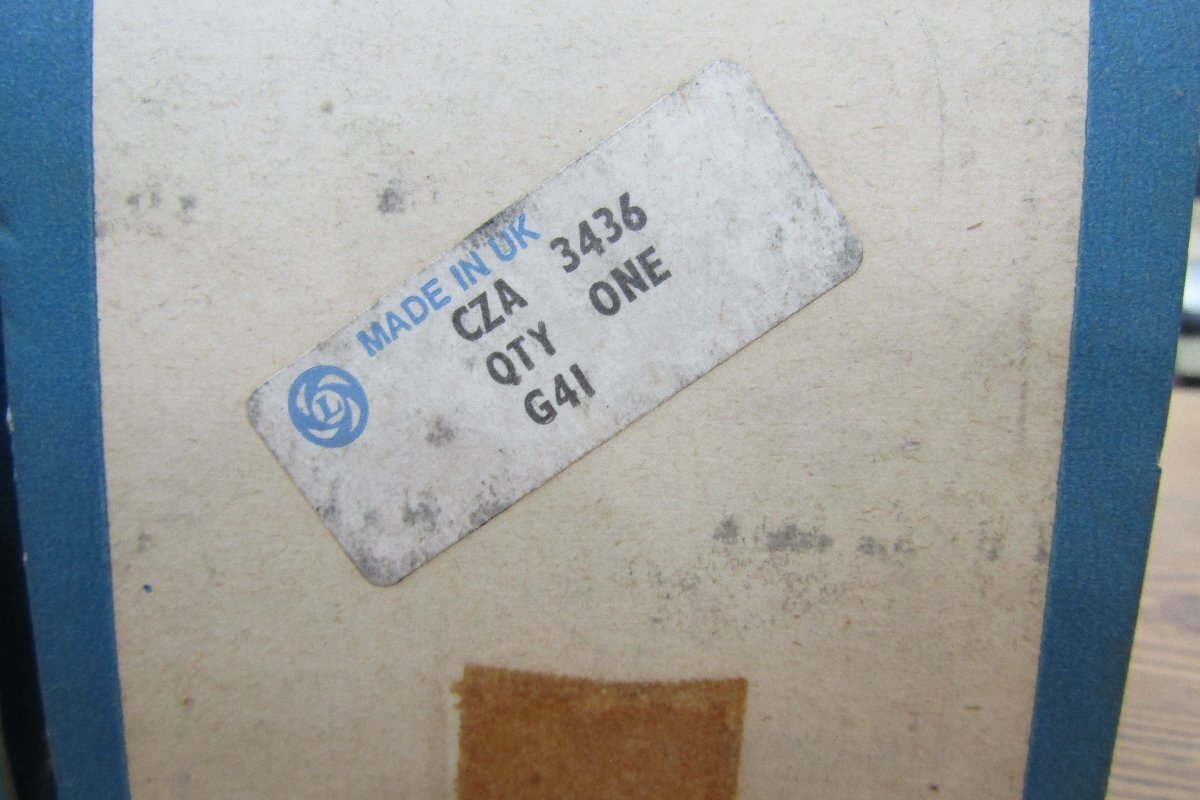 MADE IN UK
CZA 3436
QTY ONE
G41
L